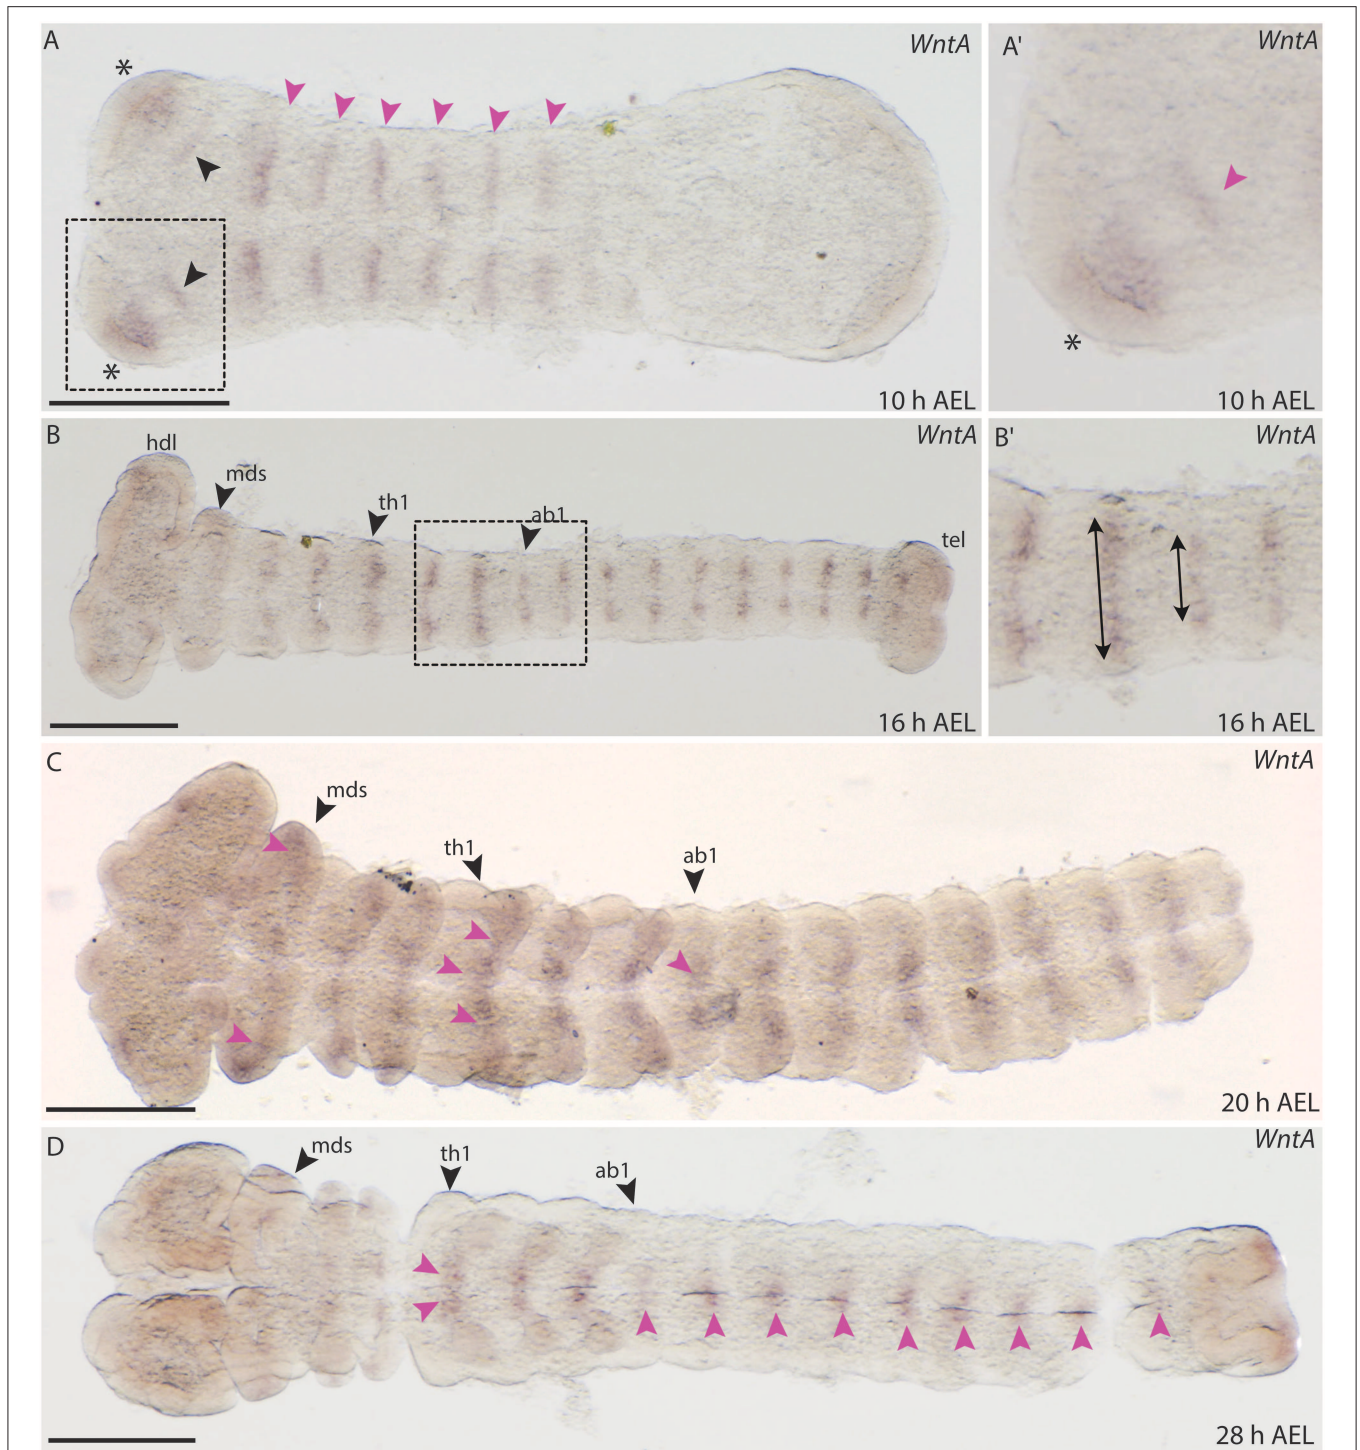 A
*
WntA
*
10 h AEL
A'
WntA
*
10 h AEL
B
WntA
hdl
mds
th1
ab1
tel
16 h AEL
B'
WntA
16 h AEL
C
WntA
mds
th1
ab1
20 h AEL
D
WntA
mds
th1
ab1
28 h AEL